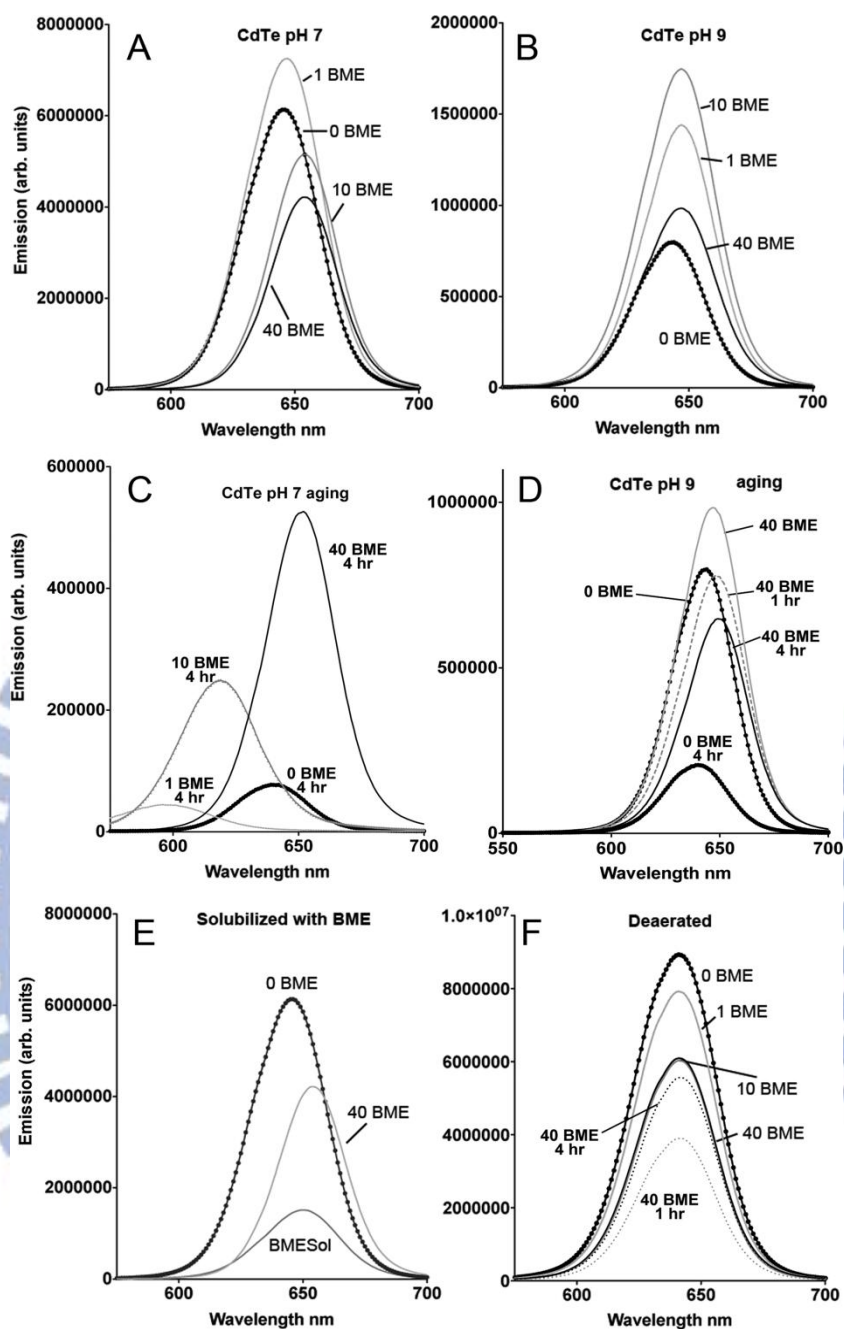 A
CdTe pH 7
8000000
6000000
4000000
2000000
0
Emission (arb. units)
1 BME
0 BME
10 BME
40 BME
600
650
700
Wavelength nm
B
CdTe pH 9
2000000
1500000
1000000
500000
0
10 BME
1 BME
40 BME
0 BME
600
650
700
Wavelength nm
C
CdTe pH 7 aging
600000
400000
200000
0
Emission (arb. units)
40 BME
4 hr
10 BME
4 hr
1 BME
4 hr
0 BME
4 hr
600
650
700
Wavelength nm
D
CdTe pH 9 aging
1000000
500000
0
40 BME
0 BME
40 BME
1 hr
40 BME
4 hr
0 BME
4 hr
550
600
650
700
Wavelength nm
E
Solubilized with BME
8000000
6000000
4000000
2000000
0
Emission (arb. units)
0 BME
40 BME
BMESol
600
650
700
Wavelength nm
F
Deaerated
1.0×10⁰⁷
8000000
6000000
4000000
2000000
0
0 BME
1 BME
10 BME
40 BME
40 BME
4 hr
40 BME
1 hr
600
650
700
Wavelength nm